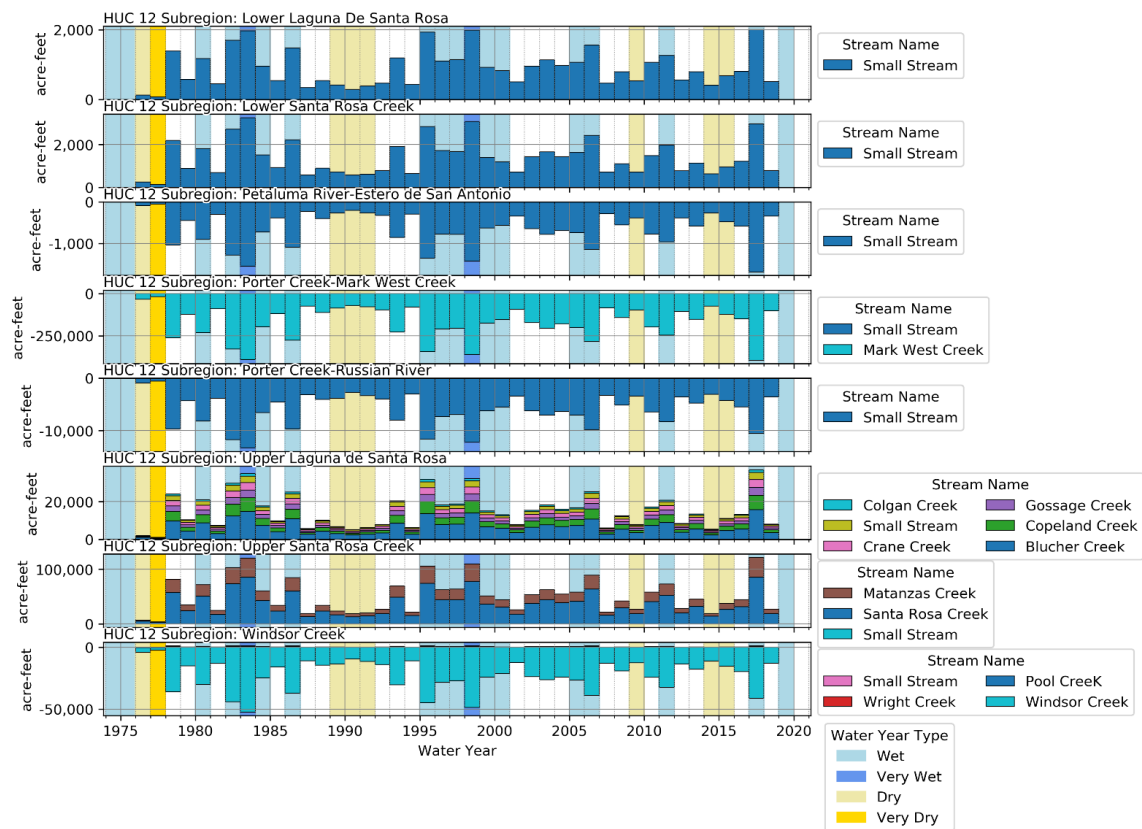 HUC 12 Subregion: Lower Laguna De Santa Rosa
acre-feet
2,000
0
Stream Name
Small Stream
HUC 12 Subregion: Lower Santa Rosa Creek
acre-feet
2,000
0
Stream Name
Small Stream
HUC 12 Subregion: Petaluma River-Estero de San Antonio
acre-feet
0
-1,000
Stream Name
Small Stream
HUC 12 Subregion: Porter Creek-Mark West Creek
acre-feet
0
-250,000
Stream Name
Small Stream
Mark West Creek
HUC 12 Subregion: Porter Creek-Russian River
acre-feet
0
-10,000
Stream Name
Small Stream
HUC 12 Subregion: Upper Laguna de Santa Rosa
acre-feet
20,000
0
Stream Name
Colgan Creek Gossage Creek
Small Stream Copeland Creek
Crane Creek Blucher Creek
HUC 12 Subregion: Upper Santa Rosa Creek
acre-feet
100,000
0
Stream Name
Matanzas Creek
Santa Rosa Creek
Small Stream
HUC 12 Subregion: Windsor Creek
acre-feet
0
-50,000
Stream Name
Small Stream Pool CreeK
Wright Creek Windsor Creek
1975 1980 1985 1990 1995 2000 2005 2010 2015 2020
Water Year
Water Year Type
Wet
Very Wet
Dry
Very Dry